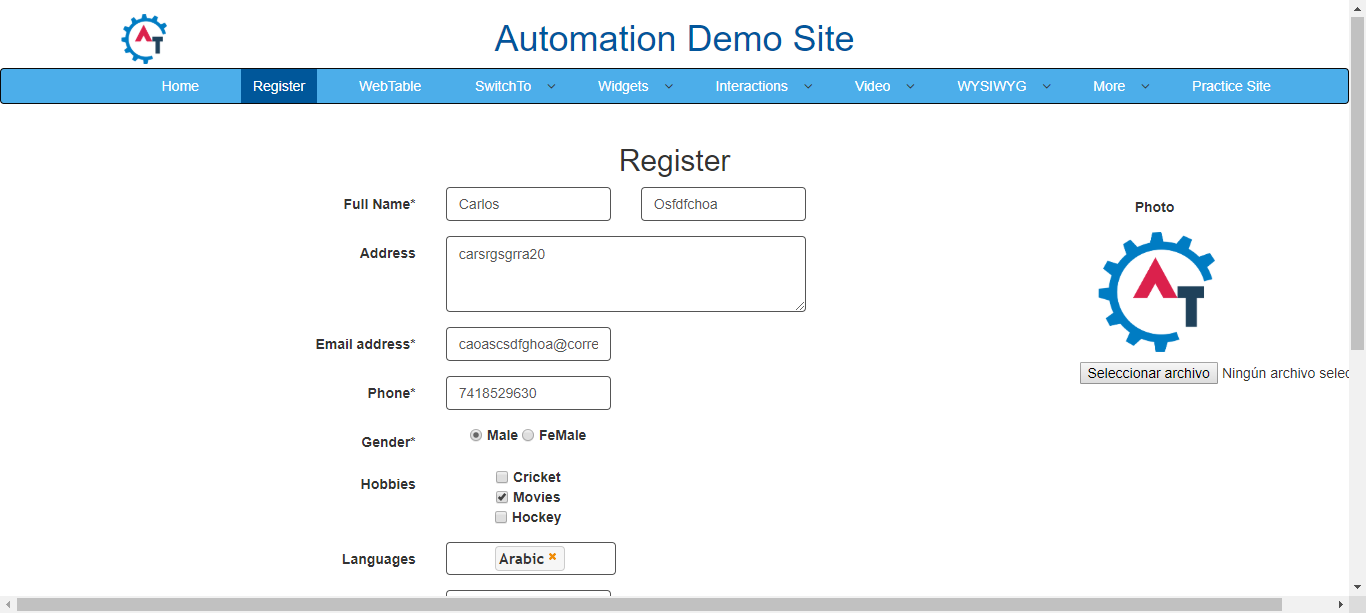 AT
Automation Demo Site
Home Register WebTable SwitchTo Widgets Interactions Video WYSIWYG More Practice Site
Register
Full Name* Carlos Osfdfchoa
Photo
Address carsrgsgrra20
AT
Email address* caoascsdfghoa@corre
Seleccionar archivo Ningún archivo selec
Phone* 7418529630
Gender* Male FeMale
Hobbies Cricket
Movies
Hockey
Languages Arabic